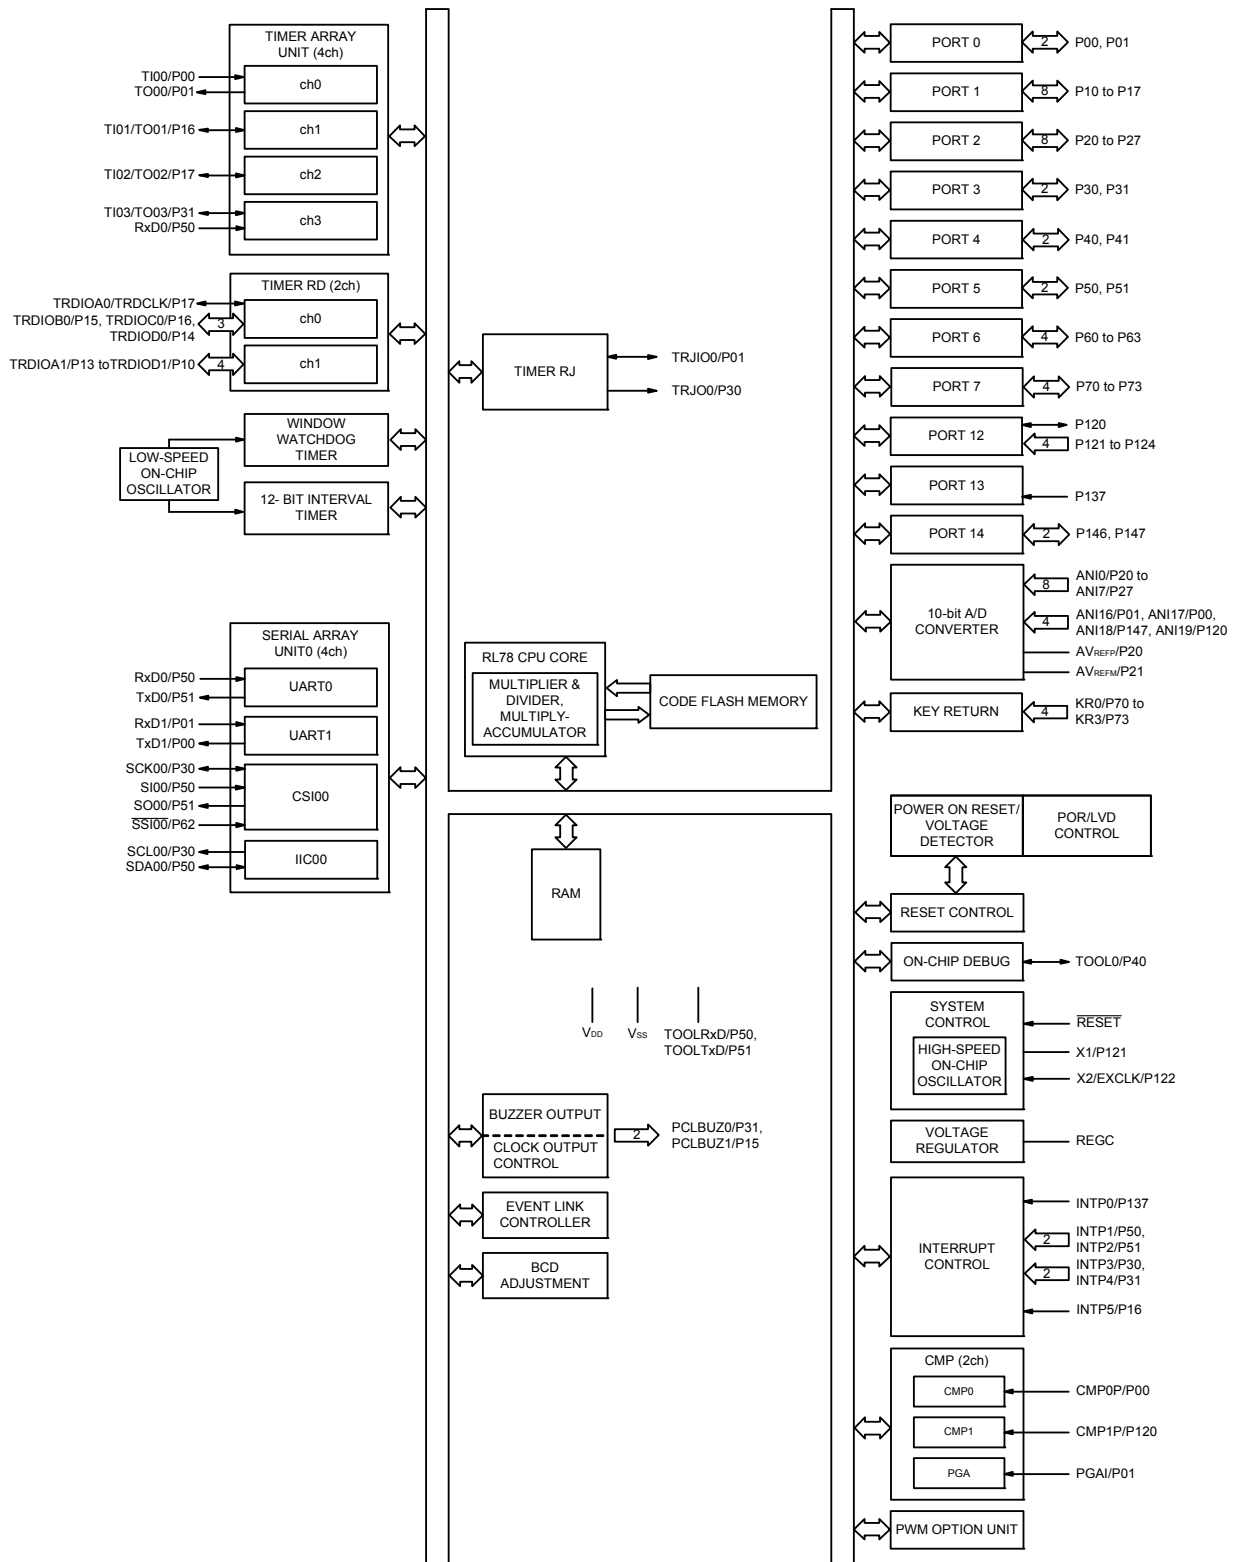 TIMER ARRAY
UNIT (4ch)
TI00/P00
TO00/P01
ch0
TI01/TO01/P16
ch1
TI02/TO02/P17
ch2
TI03/TO03/P31
RxD0/P50
ch3
TIMER RD (2ch)
TRDIOA0/TRDCLK/P17
TRDIOB0/P15, TRDIOC0/P16,
TRDIOD0/P14
3
ch0
TRDIOA1/P13 toTRDIOD1/P10
4
ch1
WINDOW
WATCHDOG
TIMER
LOW-SPEED
ON-CHIP
OSCILLATOR
12- BIT INTERVAL
TIMER
SERIAL ARRAY
UNIT0 (4ch)
RxD0/P50
TxD0/P51
UART0
RxD1/P01
TxD1/P00
UART1
SCK00/P30
SI00/P50
SO00/P51
SSI00/P62
CSI00
SCL00/P30
SDA00/P50
IIC00
TIMER RJ
TRJIO0/P01
TRJO0/P30
RL78 CPU CORE
MULTIPLIER &
DIVIDER,
MULTIPLY-
ACCUMULATOR
CODE FLASH MEMORY
RAM
VDD
VSS
TOOLRxD/P50,
TOOLTxD/P51
BUZZER OUTPUT
CLOCK OUTPUT
CONTROL
2
PCLBUZ0/P31,
PCLBUZ1/P15
EVENT LINK
CONTROLLER
BCD
ADJUSTMENT
PORT 0
2
P00, P01
PORT 1
8
P10 to P17
PORT 2
8
P20 to P27
PORT 3
2
P30, P31
PORT 4
2
P40, P41
PORT 5
2
P50, P51
PORT 6
4
P60 to P63
PORT 7
4
P70 to P73
PORT 12
P120
4
P121 to P124
PORT 13
P137
PORT 14
2
P146, P147
10-bit A/D
CONVERTER
8
ANI0/P20 to
ANI7/P27
4
ANI16/P01, ANI17/P00,
ANI18/P147, ANI19/P120
AVREFP/P20
AVREFM/P21
KEY RETURN
4
KR0/P70 to
KR3/P73
POWER ON RESET/
VOLTAGE
DETECTOR
POR/LVD
CONTROL
RESET CONTROL
ON-CHIP DEBUG
TOOL0/P40
SYSTEM
CONTROL
RESET
HIGH-SPEED
ON-CHIP
OSCILLATOR
X1/P121
X2/EXCLK/P122
VOLTAGE
REGULATOR
REGC
INTERRUPT
CONTROL
INTP0/P137
2
INTP1/P50,
INTP2/P51
2
INTP3/P30,
INTP4/P31
INTP5/P16
CMP (2ch)
CMP0
CMP0P/P00
CMP1
CMP1P/P120
PGA
PGAI/P01
PWM OPTION UNIT